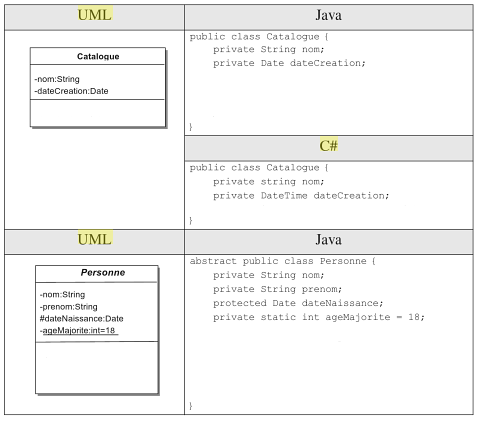 UML
Java
Catalogue
-nom:String
-dateCreation:Date
public class Catalogue {
private String nom;
private Date dateCreation;
}
C#
public class Catalogue {
private string nom;
private DateTime dateCreation;
}
UML
Java
Personne
-nom:String
-prenom:String
#dateNaissance:Date
-ageMajorite:int=18
abstract public class Personne {
private String nom;
private String prenom;
protected Date dateNaissance;
private static int ageMajorite = 18;
}